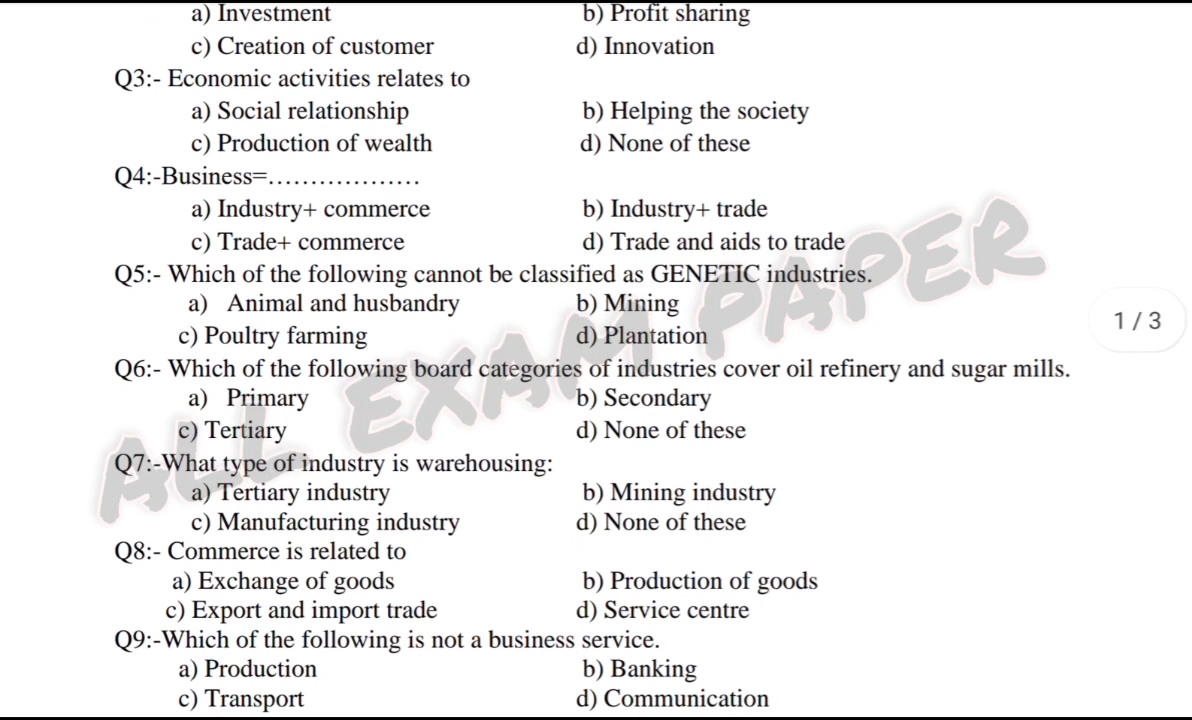 a) Investment b) Profit sharing
c) Creation of customer d) Innovation
Q3:- Economic activities relates to
a) Social relationship b) Helping the society
c) Production of wealth d) None of these
Q4:-Business=………………
a) Industry+ commerce b) Industry+ trade
c) Trade+ commerce d) Trade and aids to trade
Q5:- Which of the following cannot be classified as GENETIC industries.
a) Animal and husbandry b) Mining
c) Poultry farming d) Plantation
1 / 3
Q6:- Which of the following board categories of industries cover oil refinery and sugar mills.
a) Primary b) Secondary
c) Tertiary d) None of these
Q7:-What type of industry is warehousing:
a) Tertiary industry b) Mining industry
c) Manufacturing industry d) None of these
Q8:- Commerce is related to
a) Exchange of goods b) Production of goods
c) Export and import trade d) Service centre
Q9:-Which of the following is not a business service.
a) Production b) Banking
c) Transport d) Communication
ALL EXAM PAPER